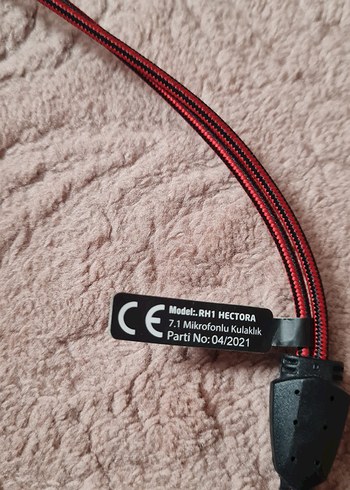 CE
Model:. RH1 HECTORA
7.1 Mikrofonlu Kulaklık
Parti No: 04/2021